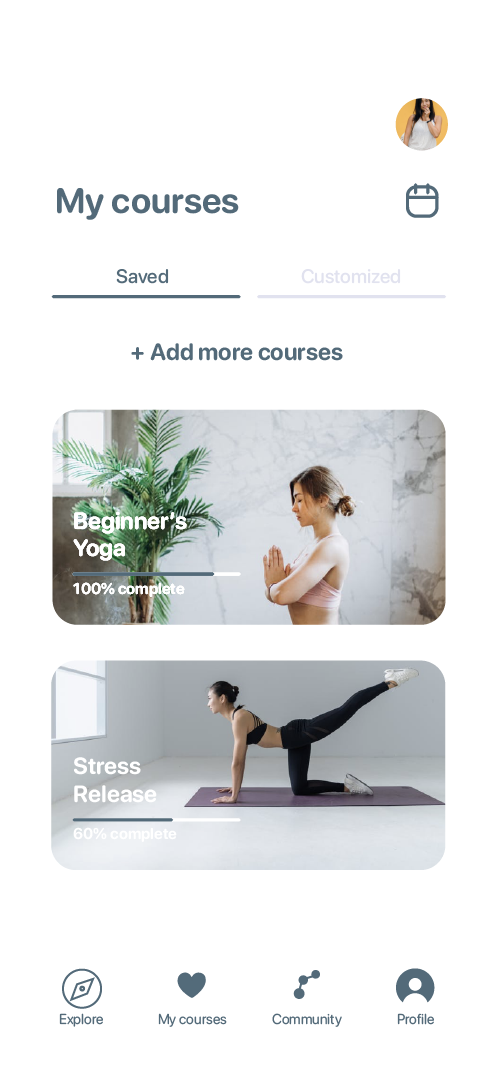 My courses
Saved
Customized
+ Add more courses
Beginner's
Yoga
100% complete
Stress
Release
60% complete
Explore
My courses
Community
Profile